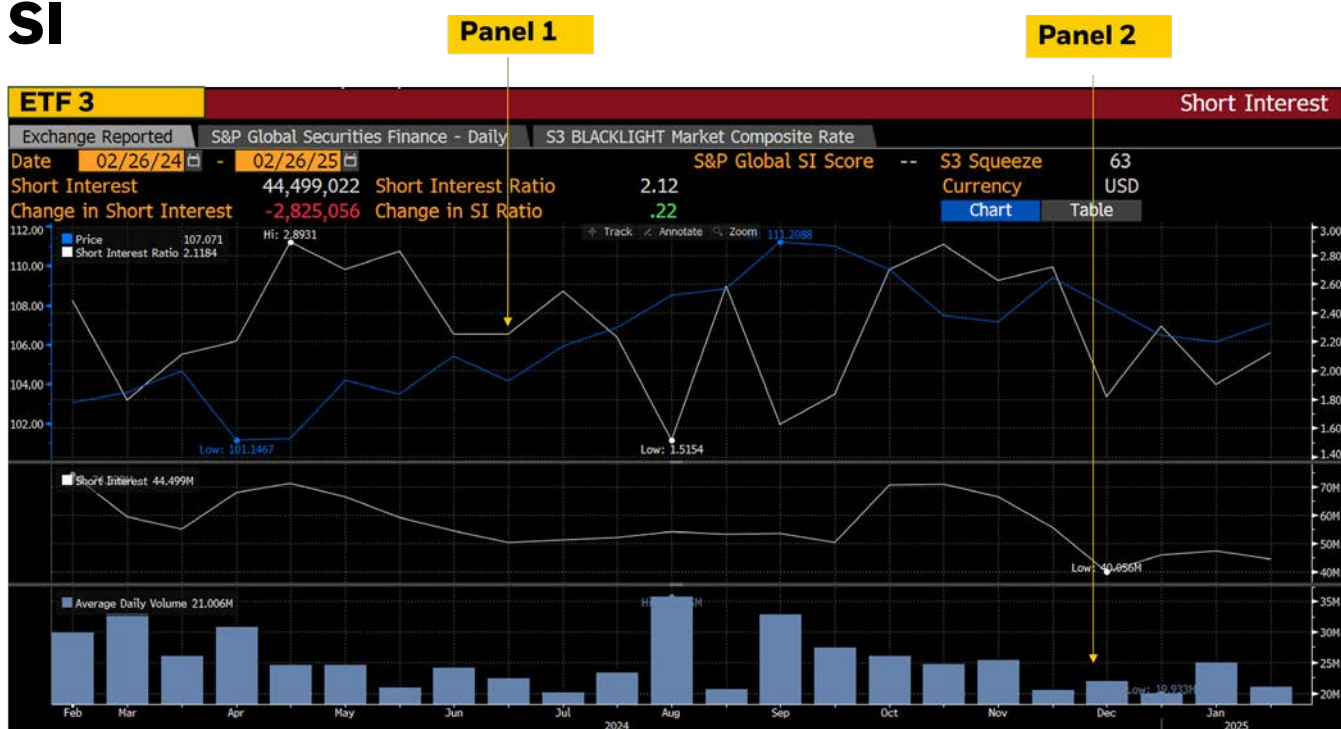 SI
Panel 1
Panel 2
ETF 3
Short Interest
Exchange Reported S&P Global Securities Finance - Daily S3 BLACKLIGHT Market Composite Rate
Date 02/26/24 - 02/26/25 S&P Global SI Score -- S3 Squeeze 63
Short Interest 44,499,022 Short Interest Ratio 2.12 Currency USD
Change in Short Interest -2,825,056 Change in SI Ratio .22 Chart Table
112.00 Price 107.071 Hi: 2.8931 Track Annotate Zoom 111.2088 3.00
Short Interest Ratio 2.1184 2.80
110.00
2.60
108.00
2.40
106.00
2.20
104.00 2.00
1.80
102.00
1.60
Low: 101.1467 Low: 1.5154 1.40
Short Interest 44.499M 70M
60M
50M
Low: 40.056M 40M
Average Daily Volume 21.006M 35M
30M
25M
Low: 19.933M 20M
Feb Mar Apr May Jun Jul Aug Sep Oct Nov Dec Jan
2024 2025